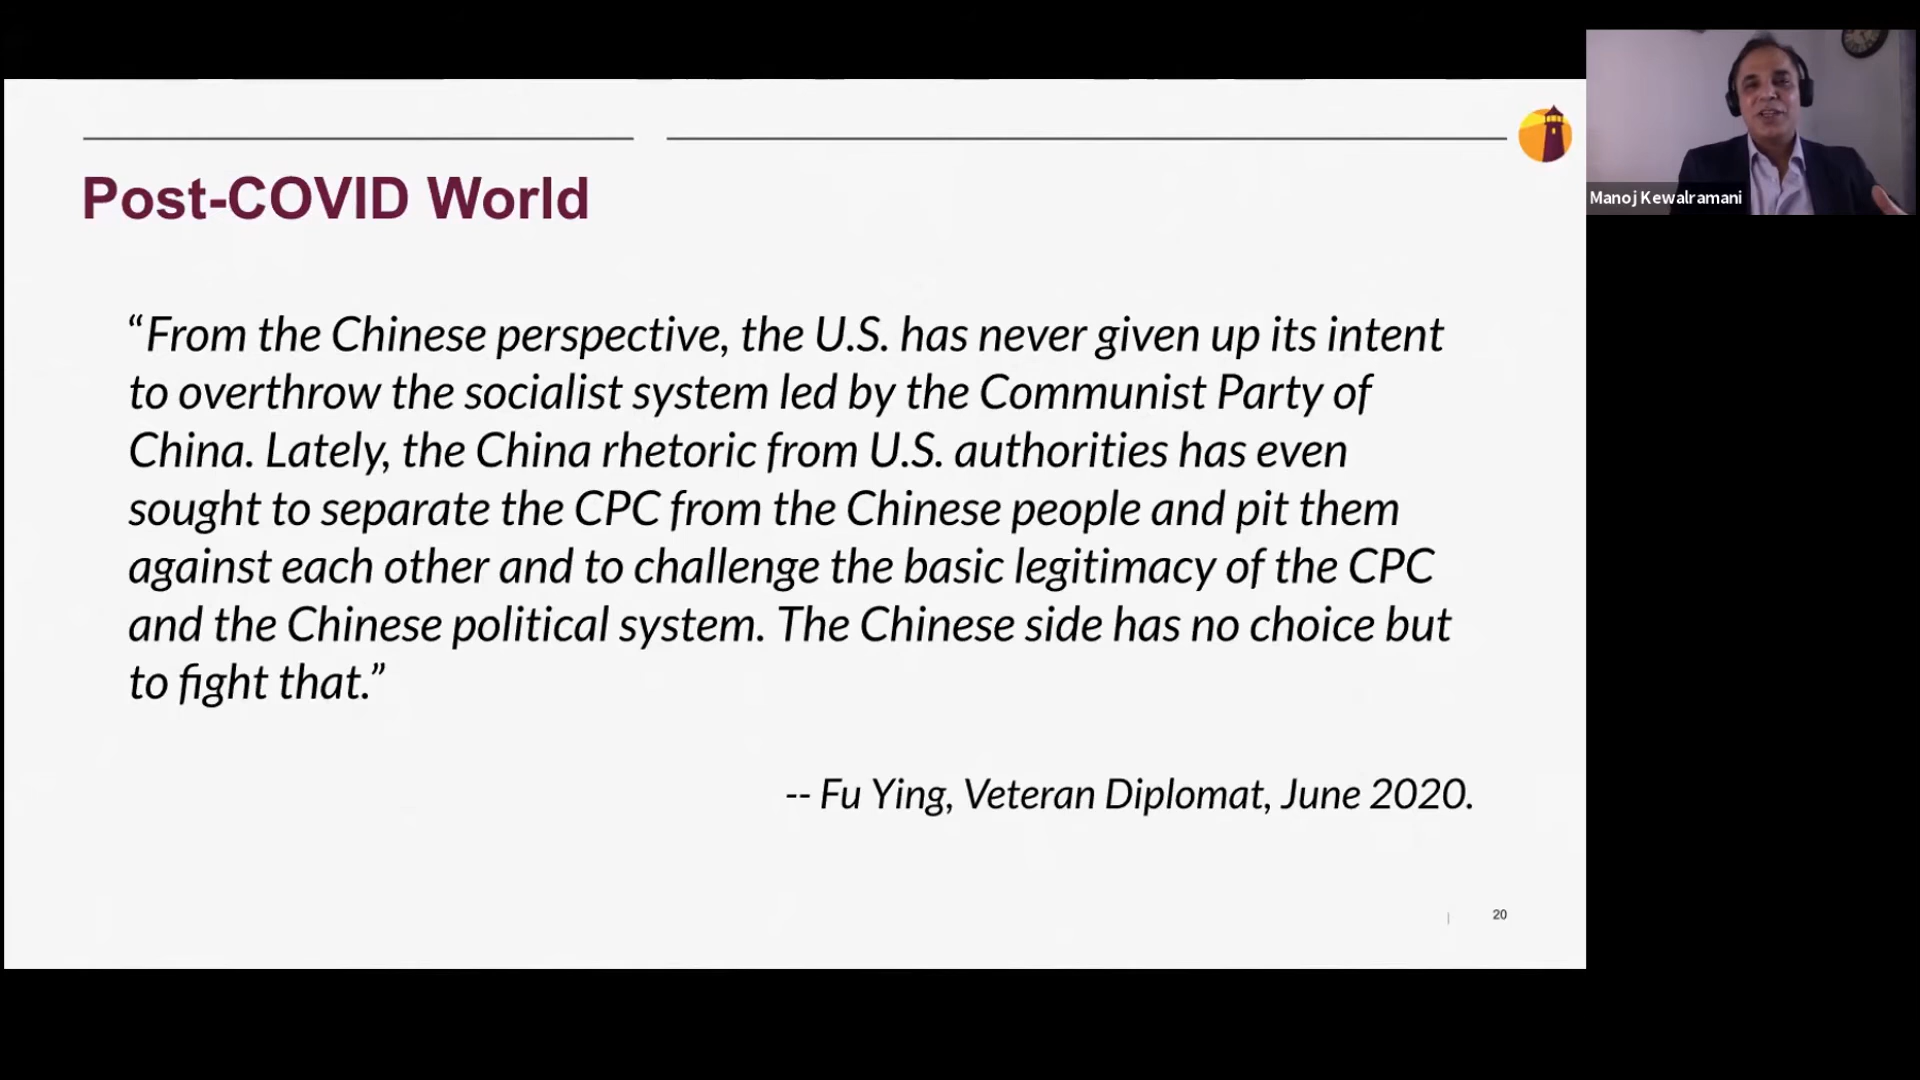 Post-COVID World
“From the Chinese perspective, the U.S. has never given up its intent
to overthrow the socialist system led by the Communist Party of
China. Lately, the China rhetoric from U.S. authorities has even
sought to separate the CPC from the Chinese people and pit them
against each other and to challenge the basic legitimacy of the CPC
and the Chinese political system. The Chinese side has no choice but
to fight that.”
-- Fu Ying, Veteran Diplomat, June 2020.
20
Manoj Kewalramani